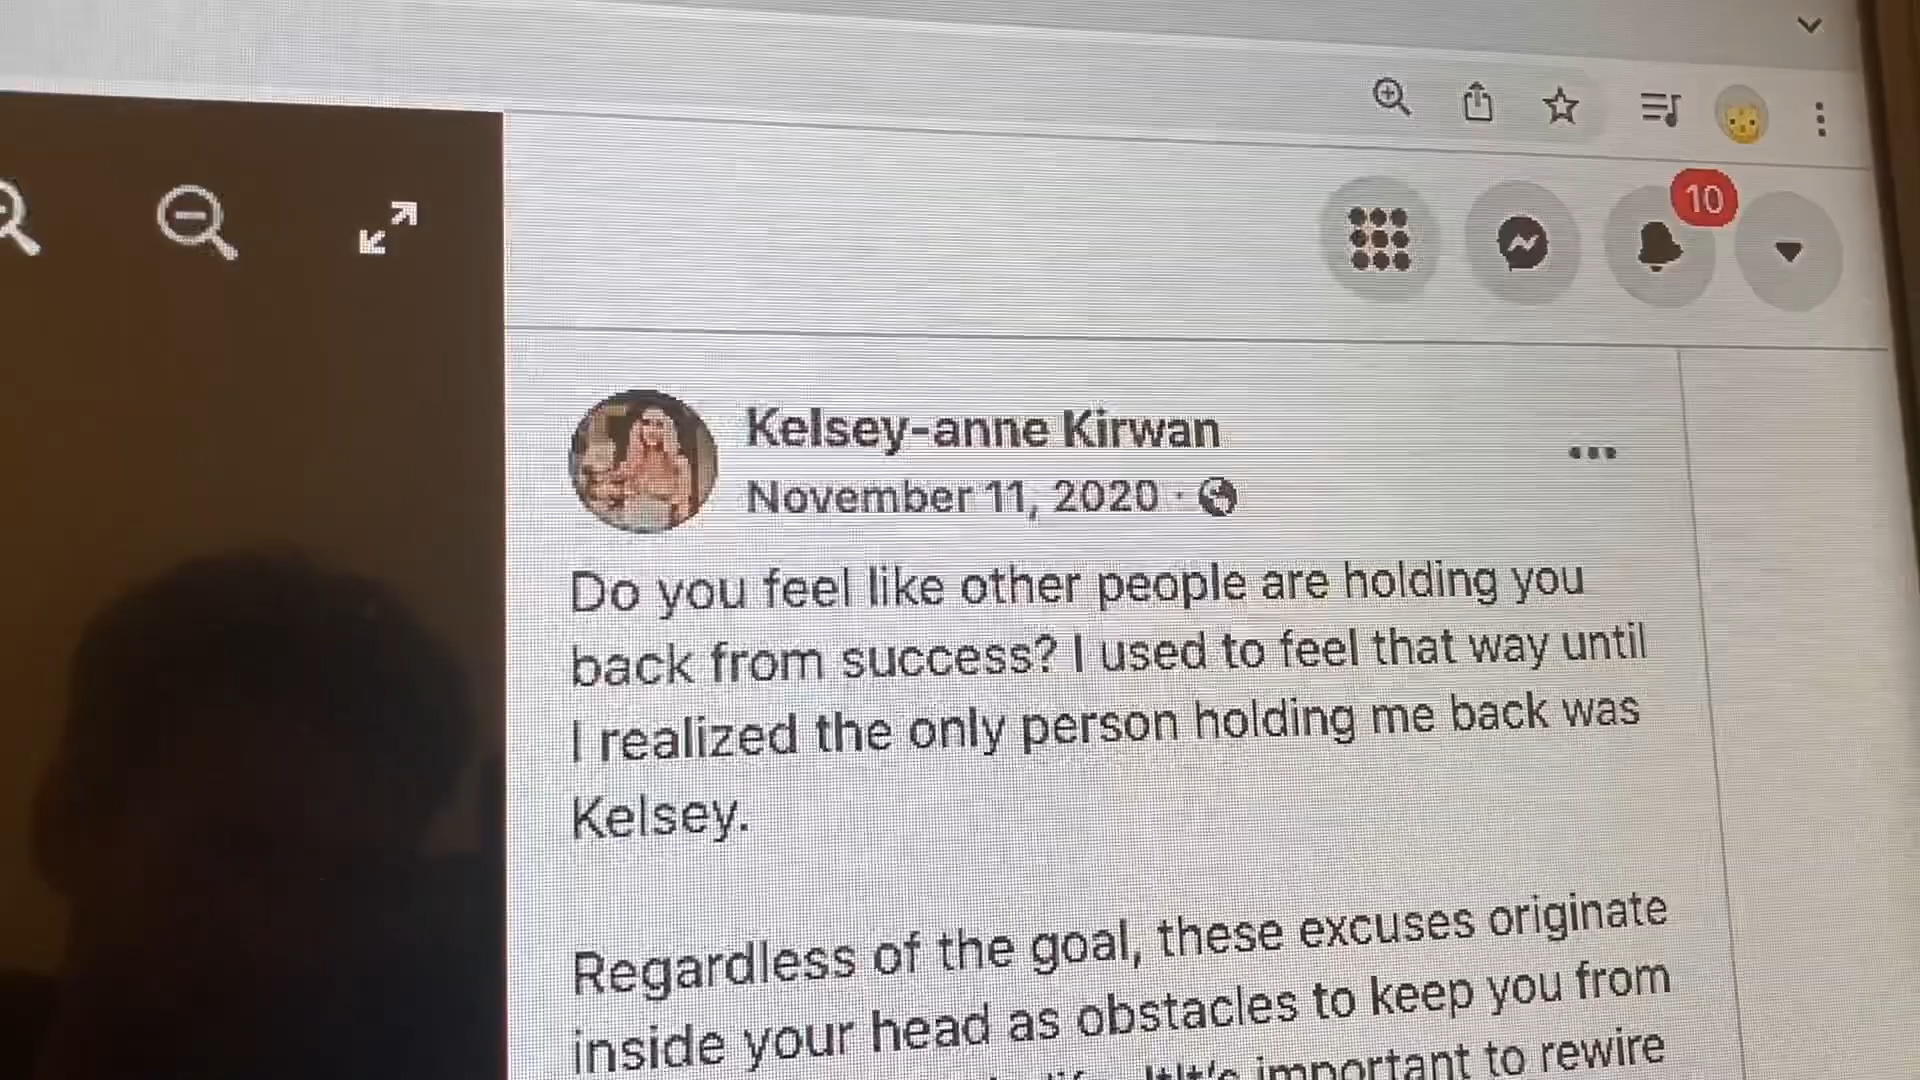 10
Kelsey-anne Kirwan
November 11, 2020 ·
Do you feel like other people are holding you
back from success? I used to feel that way until
I realized the only person holding me back was
Kelsey.
Regardless of the goal, these excuses originate
inside your head as obstacles to keep you from
important to rewire